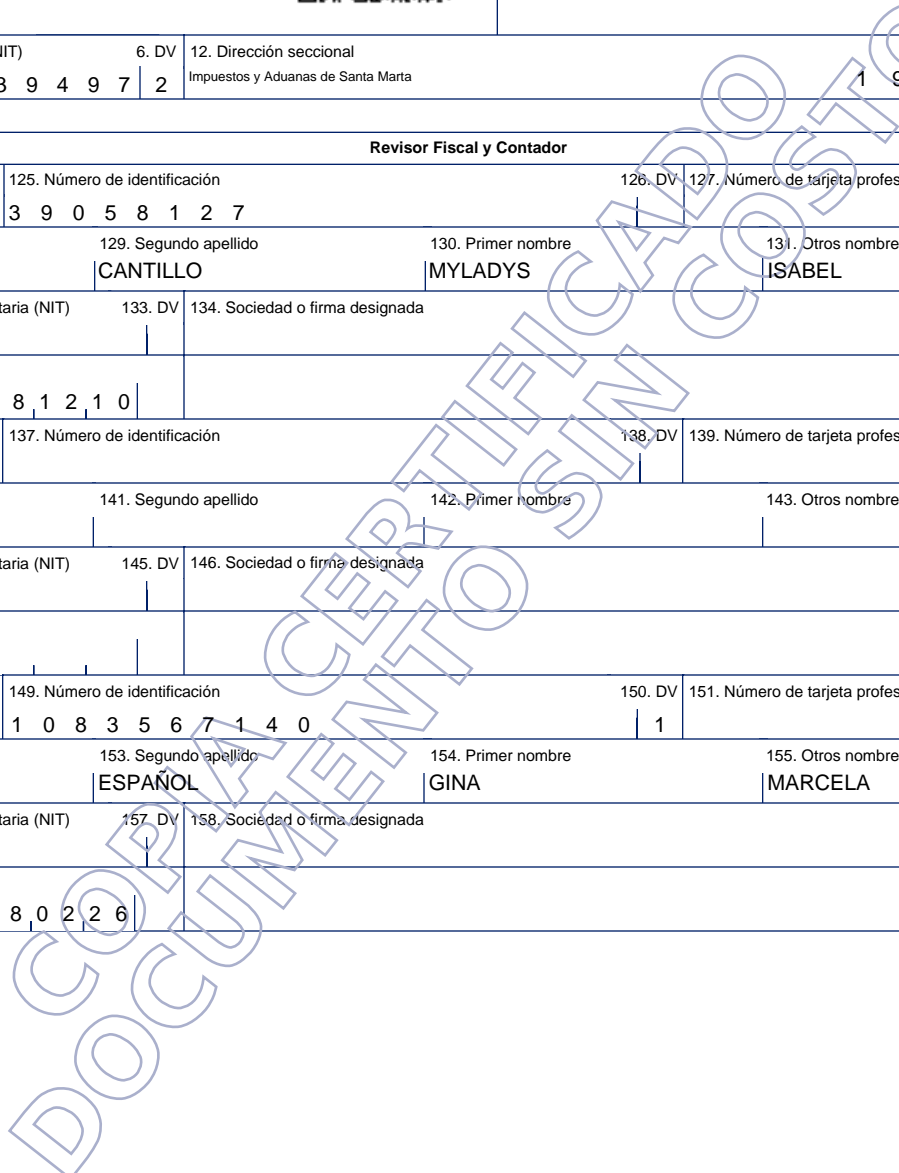 NIT) 6. DV 12. Dirección seccional
3 9 4 9 7 2 Impuestos y Aduanas de Santa Marta 1 9
Revisor Fiscal y Contador
125. Número de identificación 126. DV 127. Número de tarjeta profes
3 9 0 5 8 1 2 7
129. Segundo apellido 130. Primer nombre 131. Otros nombre
CANTILLO MYLADYS ISABEL
taria (NIT) 133. DV 134. Sociedad o firma designada
8 1 2 1 0
137. Número de identificación 138. DV 139. Número de tarjeta profes
141. Segundo apellido 142. Primer nombre 143. Otros nombre
taria (NIT) 145. DV 146. Sociedad o firma designada
149. Número de identificación 150. DV 151. Número de tarjeta profes
1 0 8 3 5 6 7 1 4 0 1
153. Segundo apellido 154. Primer nombre 155. Otros nombre
ESPAÑOL GINA MARCELA
taria (NIT) 157. DV 158. Sociedad o firma designada
8 0 2 2 6
COPIA CERTIFICADO
DOCUMENTO SIN COSTO